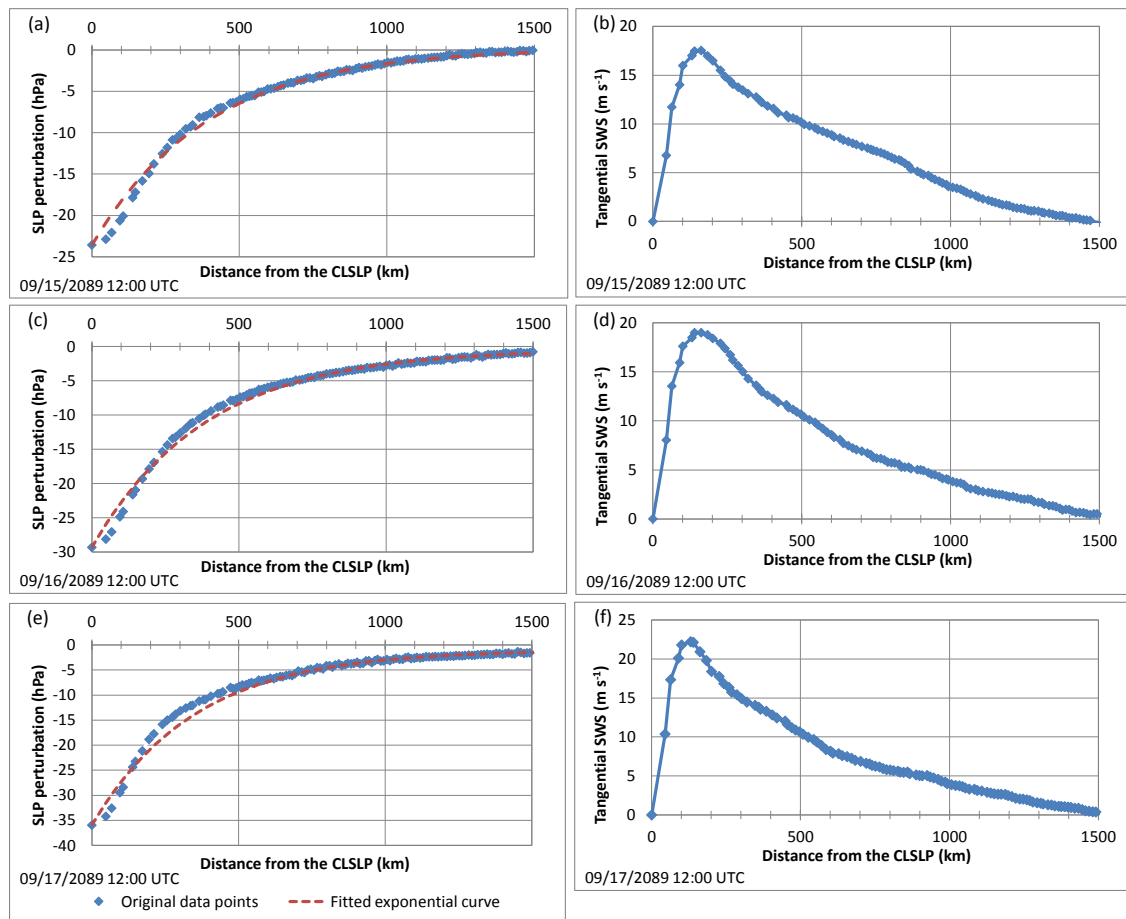 (a)
0 500 1000 1500
0
-5
-10
-15
-20
-25
SLP perturbation (hPa)
Distance from the CLSLP (km)
09/15/2089 12:00 UTC
(b)
20
15
10
5
0
Tangential SWS (m s⁻¹)
0 500 1000 1500
Distance from the CLSLP (km)
09/15/2089 12:00 UTC
(c)
0 500 1000 1500
0
-5
-10
-15
-20
-25
-30
SLP perturbation (hPa)
Distance from the CLSLP (km)
09/16/2089 12:00 UTC
(d)
20
15
10
5
0
Tangential SWS (m s⁻¹)
0 500 1000 1500
Distance from the CLSLP (km)
09/16/2089 12:00 UTC
(e)
0 500 1000 1500
0
-5
-10
-15
-20
-25
-30
-35
-40
SLP perturbation (hPa)
Distance from the CLSLP (km)
09/17/2089 12:00 UTC
Original data points Fitted exponential curve
(f)
25
20
15
10
5
0
Tangential SWS (m s⁻¹)
0 500 1000 1500
Distance from the CLSLP (km)
09/17/2089 12:00 UTC